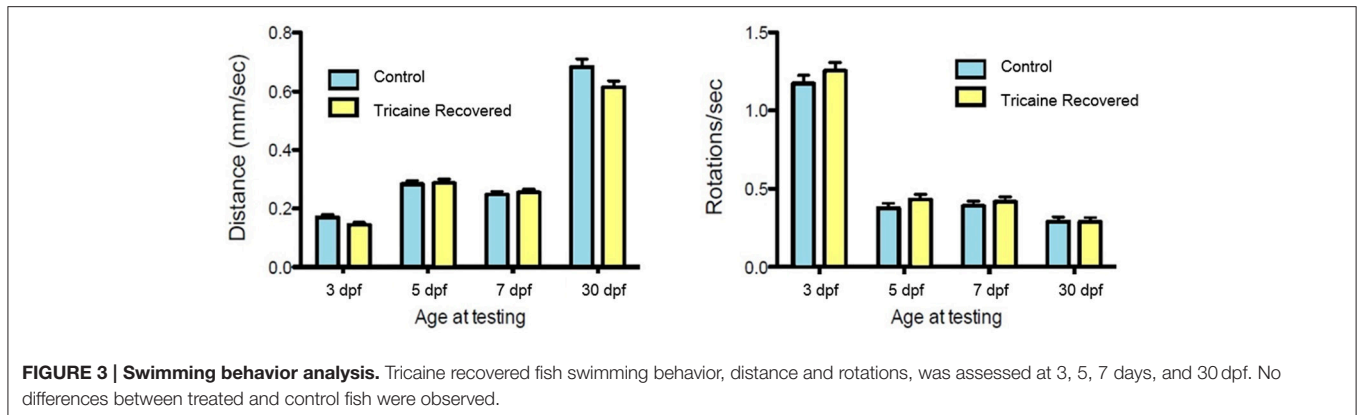 0.8
0.6
0.4
0.2
0.0
Distance (mm/sec)
Control
Tricaine Recovered
3 dpf 5 dpf 7 dpf 30 dpf
Age at testing
1.5
1.0
0.5
0.0
Rotations/sec
Control
Tricaine Recovered
3 dpf 5 dpf 7 dpf 30 dpf
Age at testing
FIGURE 3 | Swimming behavior analysis. Tricaine recovered fish swimming behavior, distance and rotations, was assessed at 3, 5, 7 days, and 30 dpf. No
differences between treated and control fish were observed.